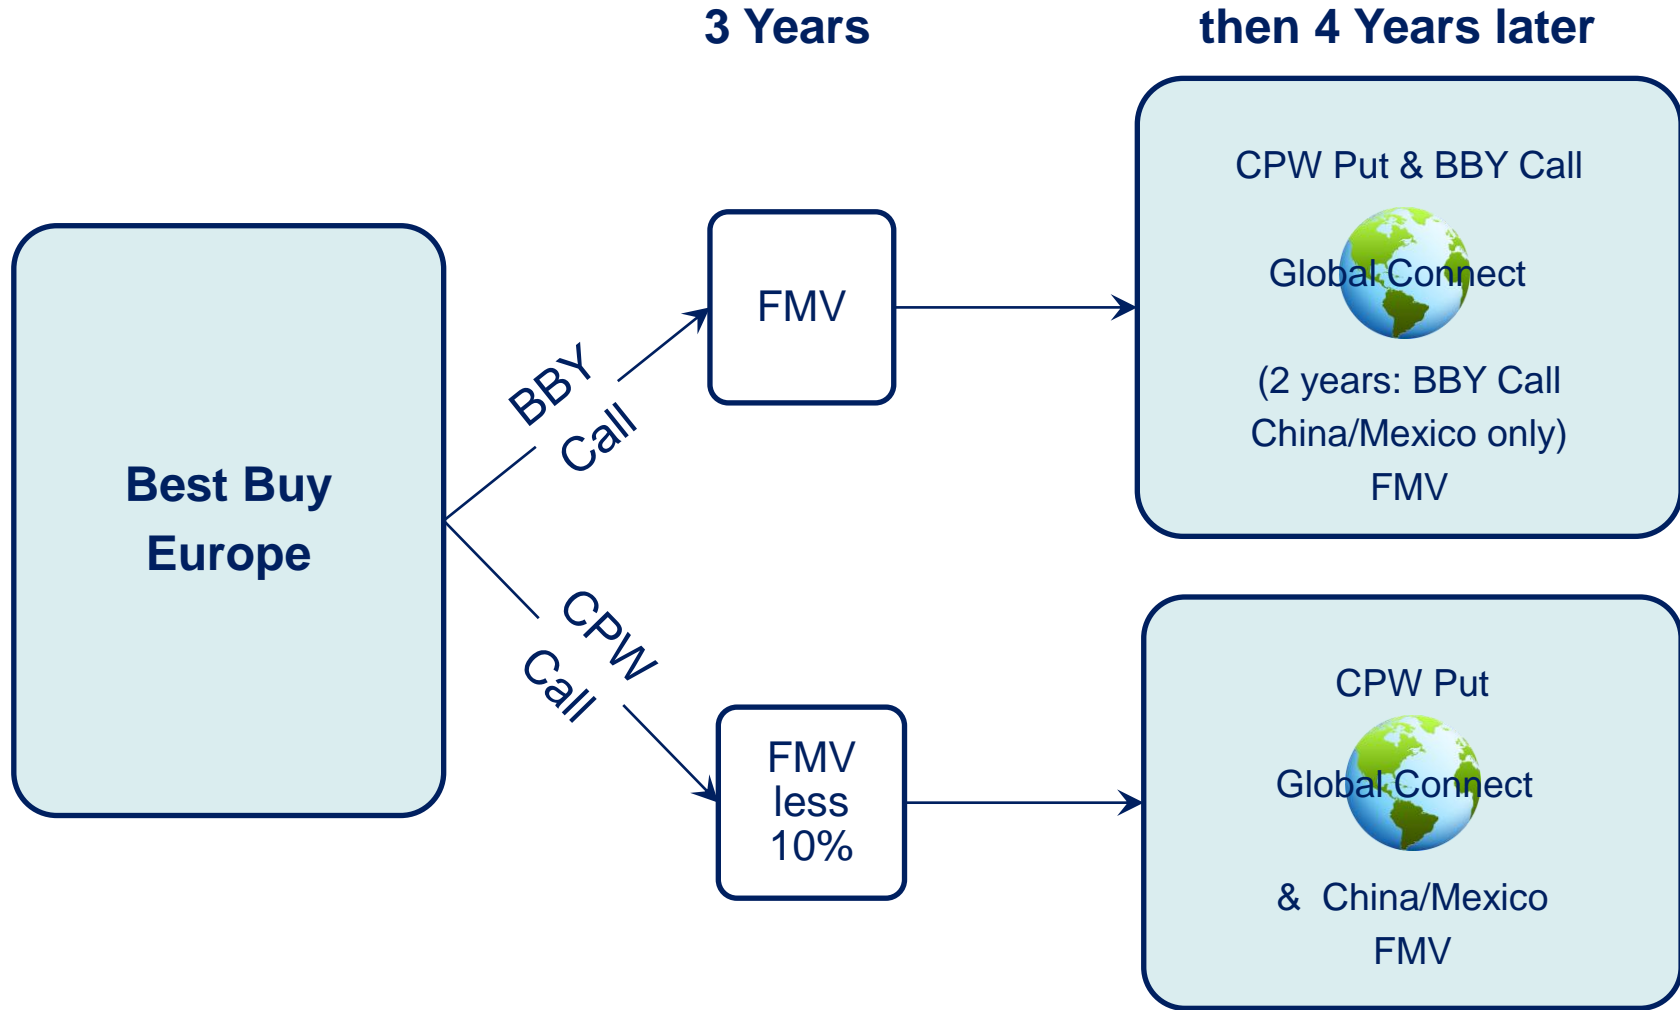 3 Years
then 4 Years later
Best Buy
Europe
BBY
Call
FMV
CPW Put & BBY Call
Global Connect
(2 years: BBY Call
China/Mexico only)
FMV
CPW
Call
FMV
less
10%
CPW Put
Global Connect
& China/Mexico
FMV